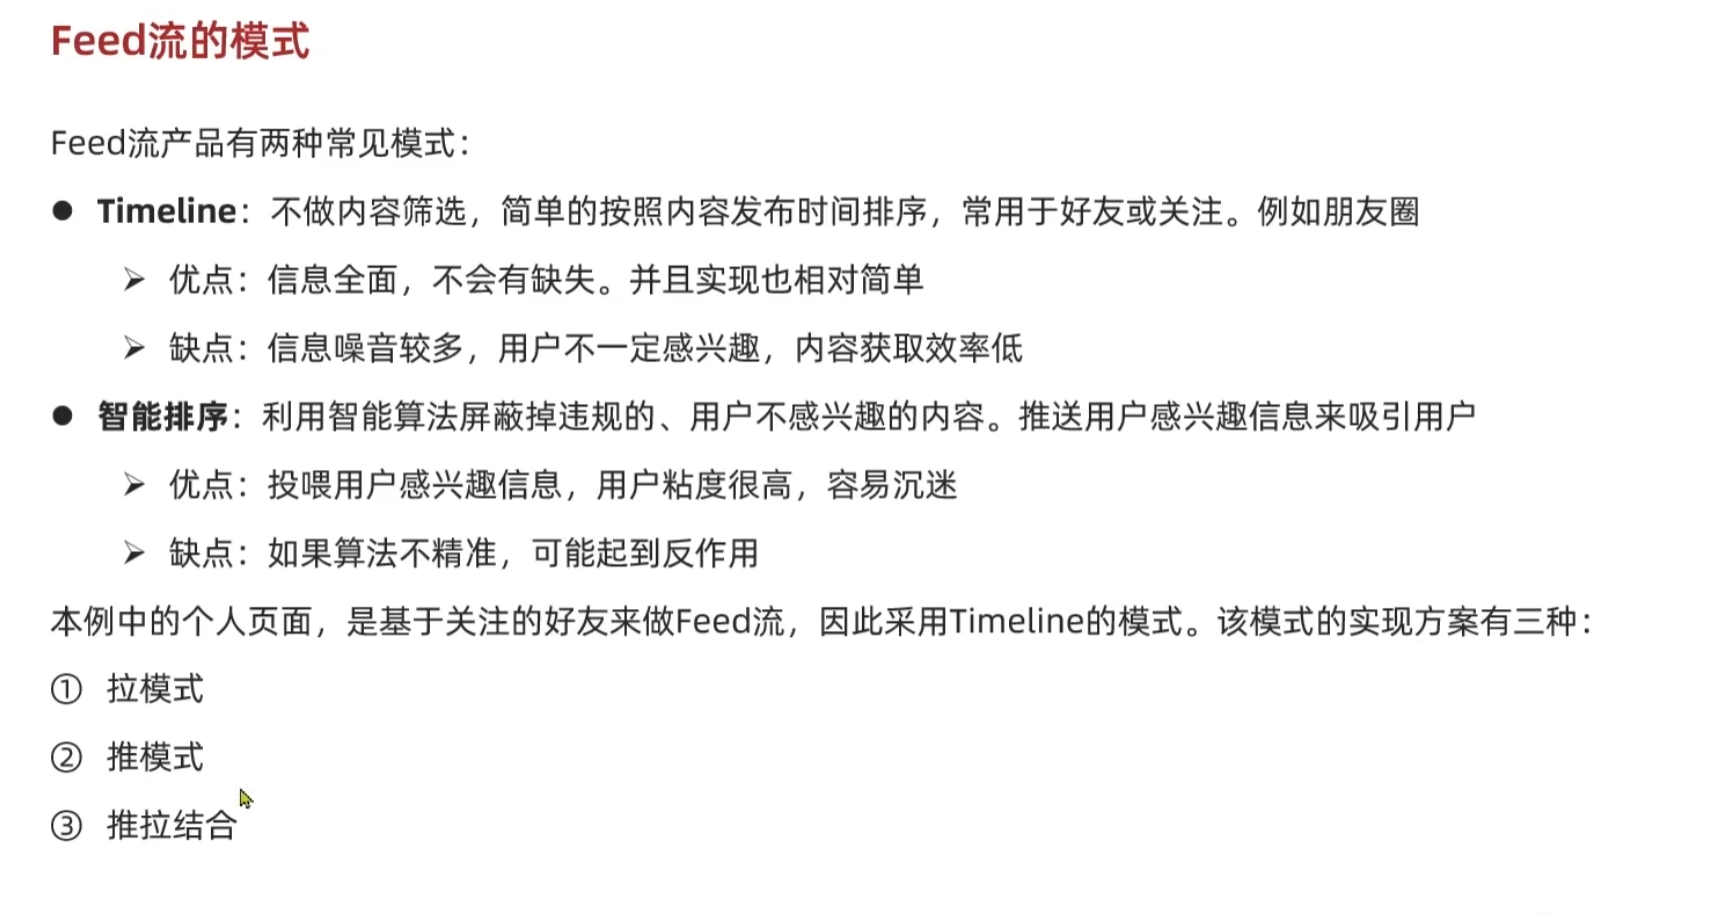 Feed流的模式
Feed流产品有两种常见模式：
● Timeline：不做内容筛选，简单的按照内容发布时间排序，常用于好友或关注。例如朋友圈
➢ 优点：信息全面，不会有缺失。并且实现也相对简单
➢ 缺点：信息噪音较多，用户不一定感兴趣，内容获取效率低
● 智能排序：利用智能算法屏蔽掉违规的、用户不感兴趣的内容。推送用户感兴趣信息来吸引用户
➢ 优点：投喂用户感兴趣信息，用户粘度很高，容易沉迷
➢ 缺点：如果算法不精准，可能起到反作用
本例中的个人页面，是基于关注的好友来做Feed流，因此采用Timeline的模式。该模式的实现方案有三种：
① 拉模式
② 推模式
③ 推拉结合